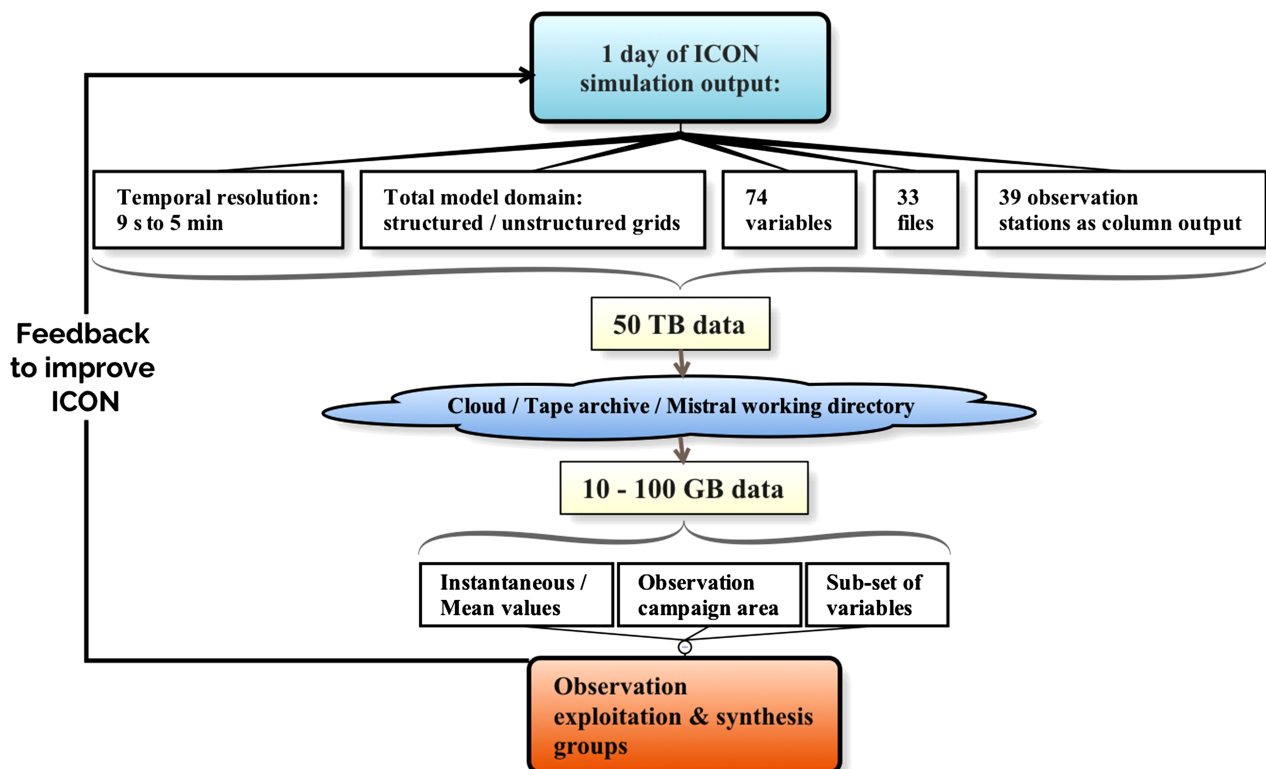 1 day of ICON
simulation output:
Temporal resolution:
9 s to 5 min
Total model domain:
structured / unstructured grids
74
variables
33
files
39 observation
stations as column output
50 TB data
Feedback
to improve
ICON
Cloud / Tape archive / Mistral working directory
10 - 100 GB data
Instantaneous /
Mean values
Observation
campaign area
Sub-set of
variables
Observation
exploitation & synthesis
groups